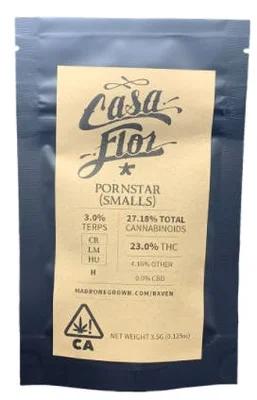 Casa
Flor
PORNSTAR
(SMALLS)
3.0%
TERPS
CR
LM
HU
H
27.18% TOTAL
CANNABINOIDS
23.0% THC
4.16% OTHER
0.0% CBD
MADRONEGROWN.COM/RAVEN
CA
NET WEIGHT 3.5G (0.125oz)